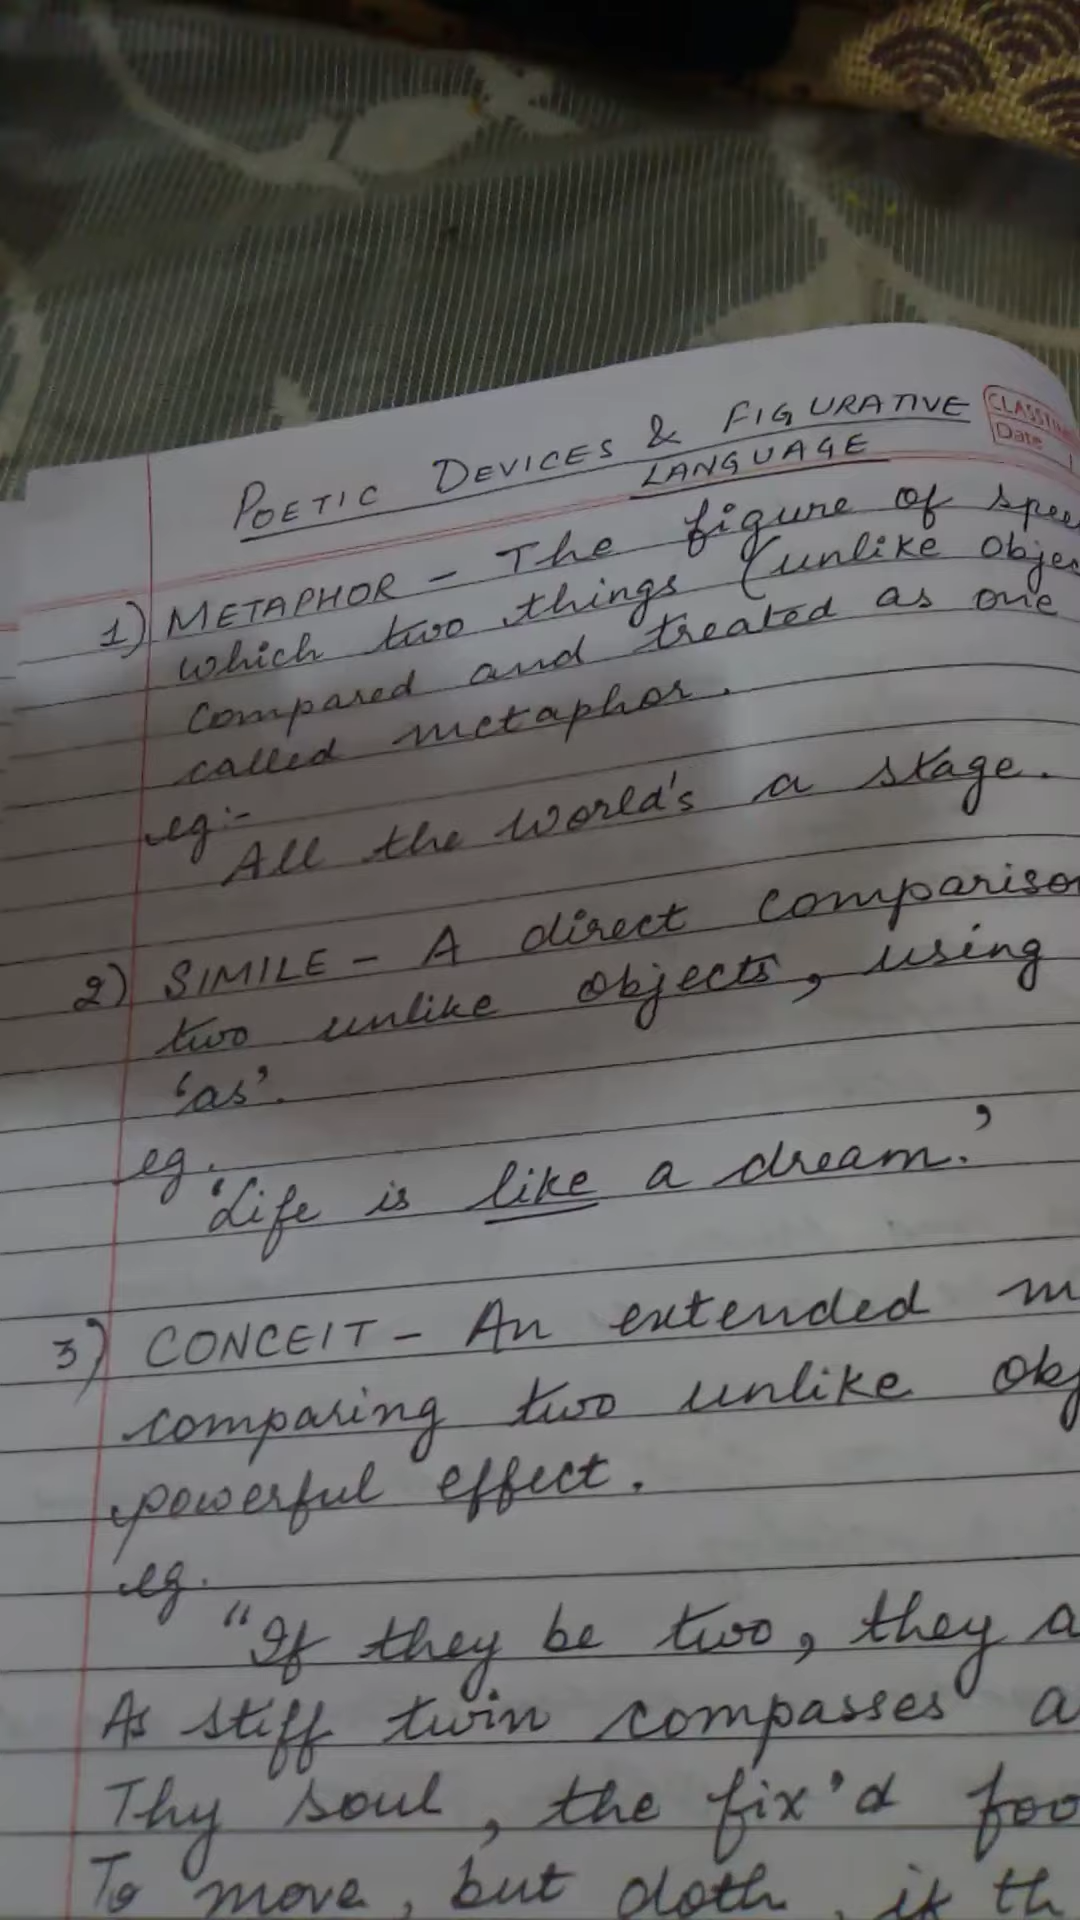 POETIC DEVICES & FIGURATIVE
LANGUAGE
Date
1) METAPHOR - The figure of
which two things (unlike
compared and treated as one
called metaphor.
eg:-
All the world's a stage.
2) SIMILE - A direct
two unlike objects, using
'as'.
eg.
'Life is like a dream.'
3) CONCEIT - An extended
comparing two unlike
powerful effect.
eg.
"If they be two, they
As stiff twin compasses
Thy soul, the fix'd
To move, but doth, if